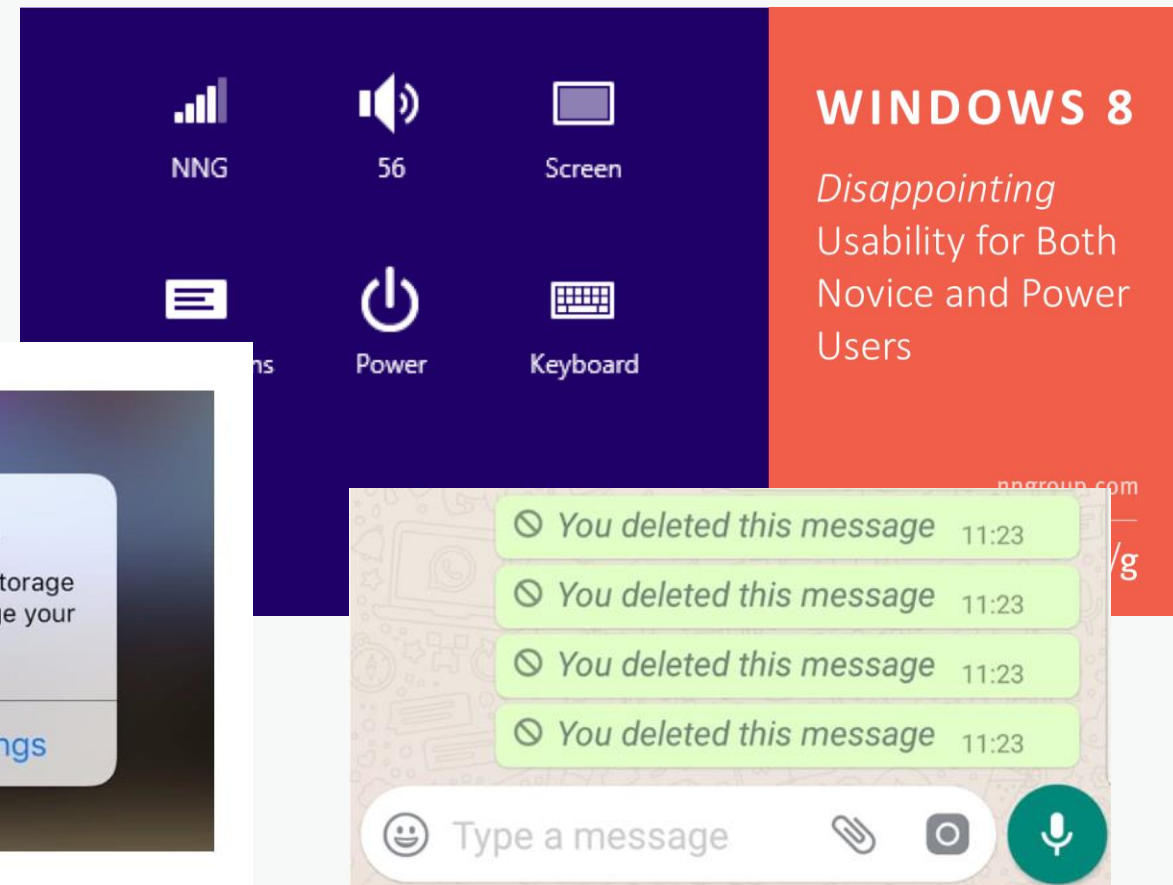 NNG
56
Screen
Power
Keyboard
WINDOWS 8
Disappointing
Usability for Both
Novice and Power
Users
your
You deleted this message 11:23
You deleted this message 11:23
You deleted this message 11:23
You deleted this message 11:23
Type a message